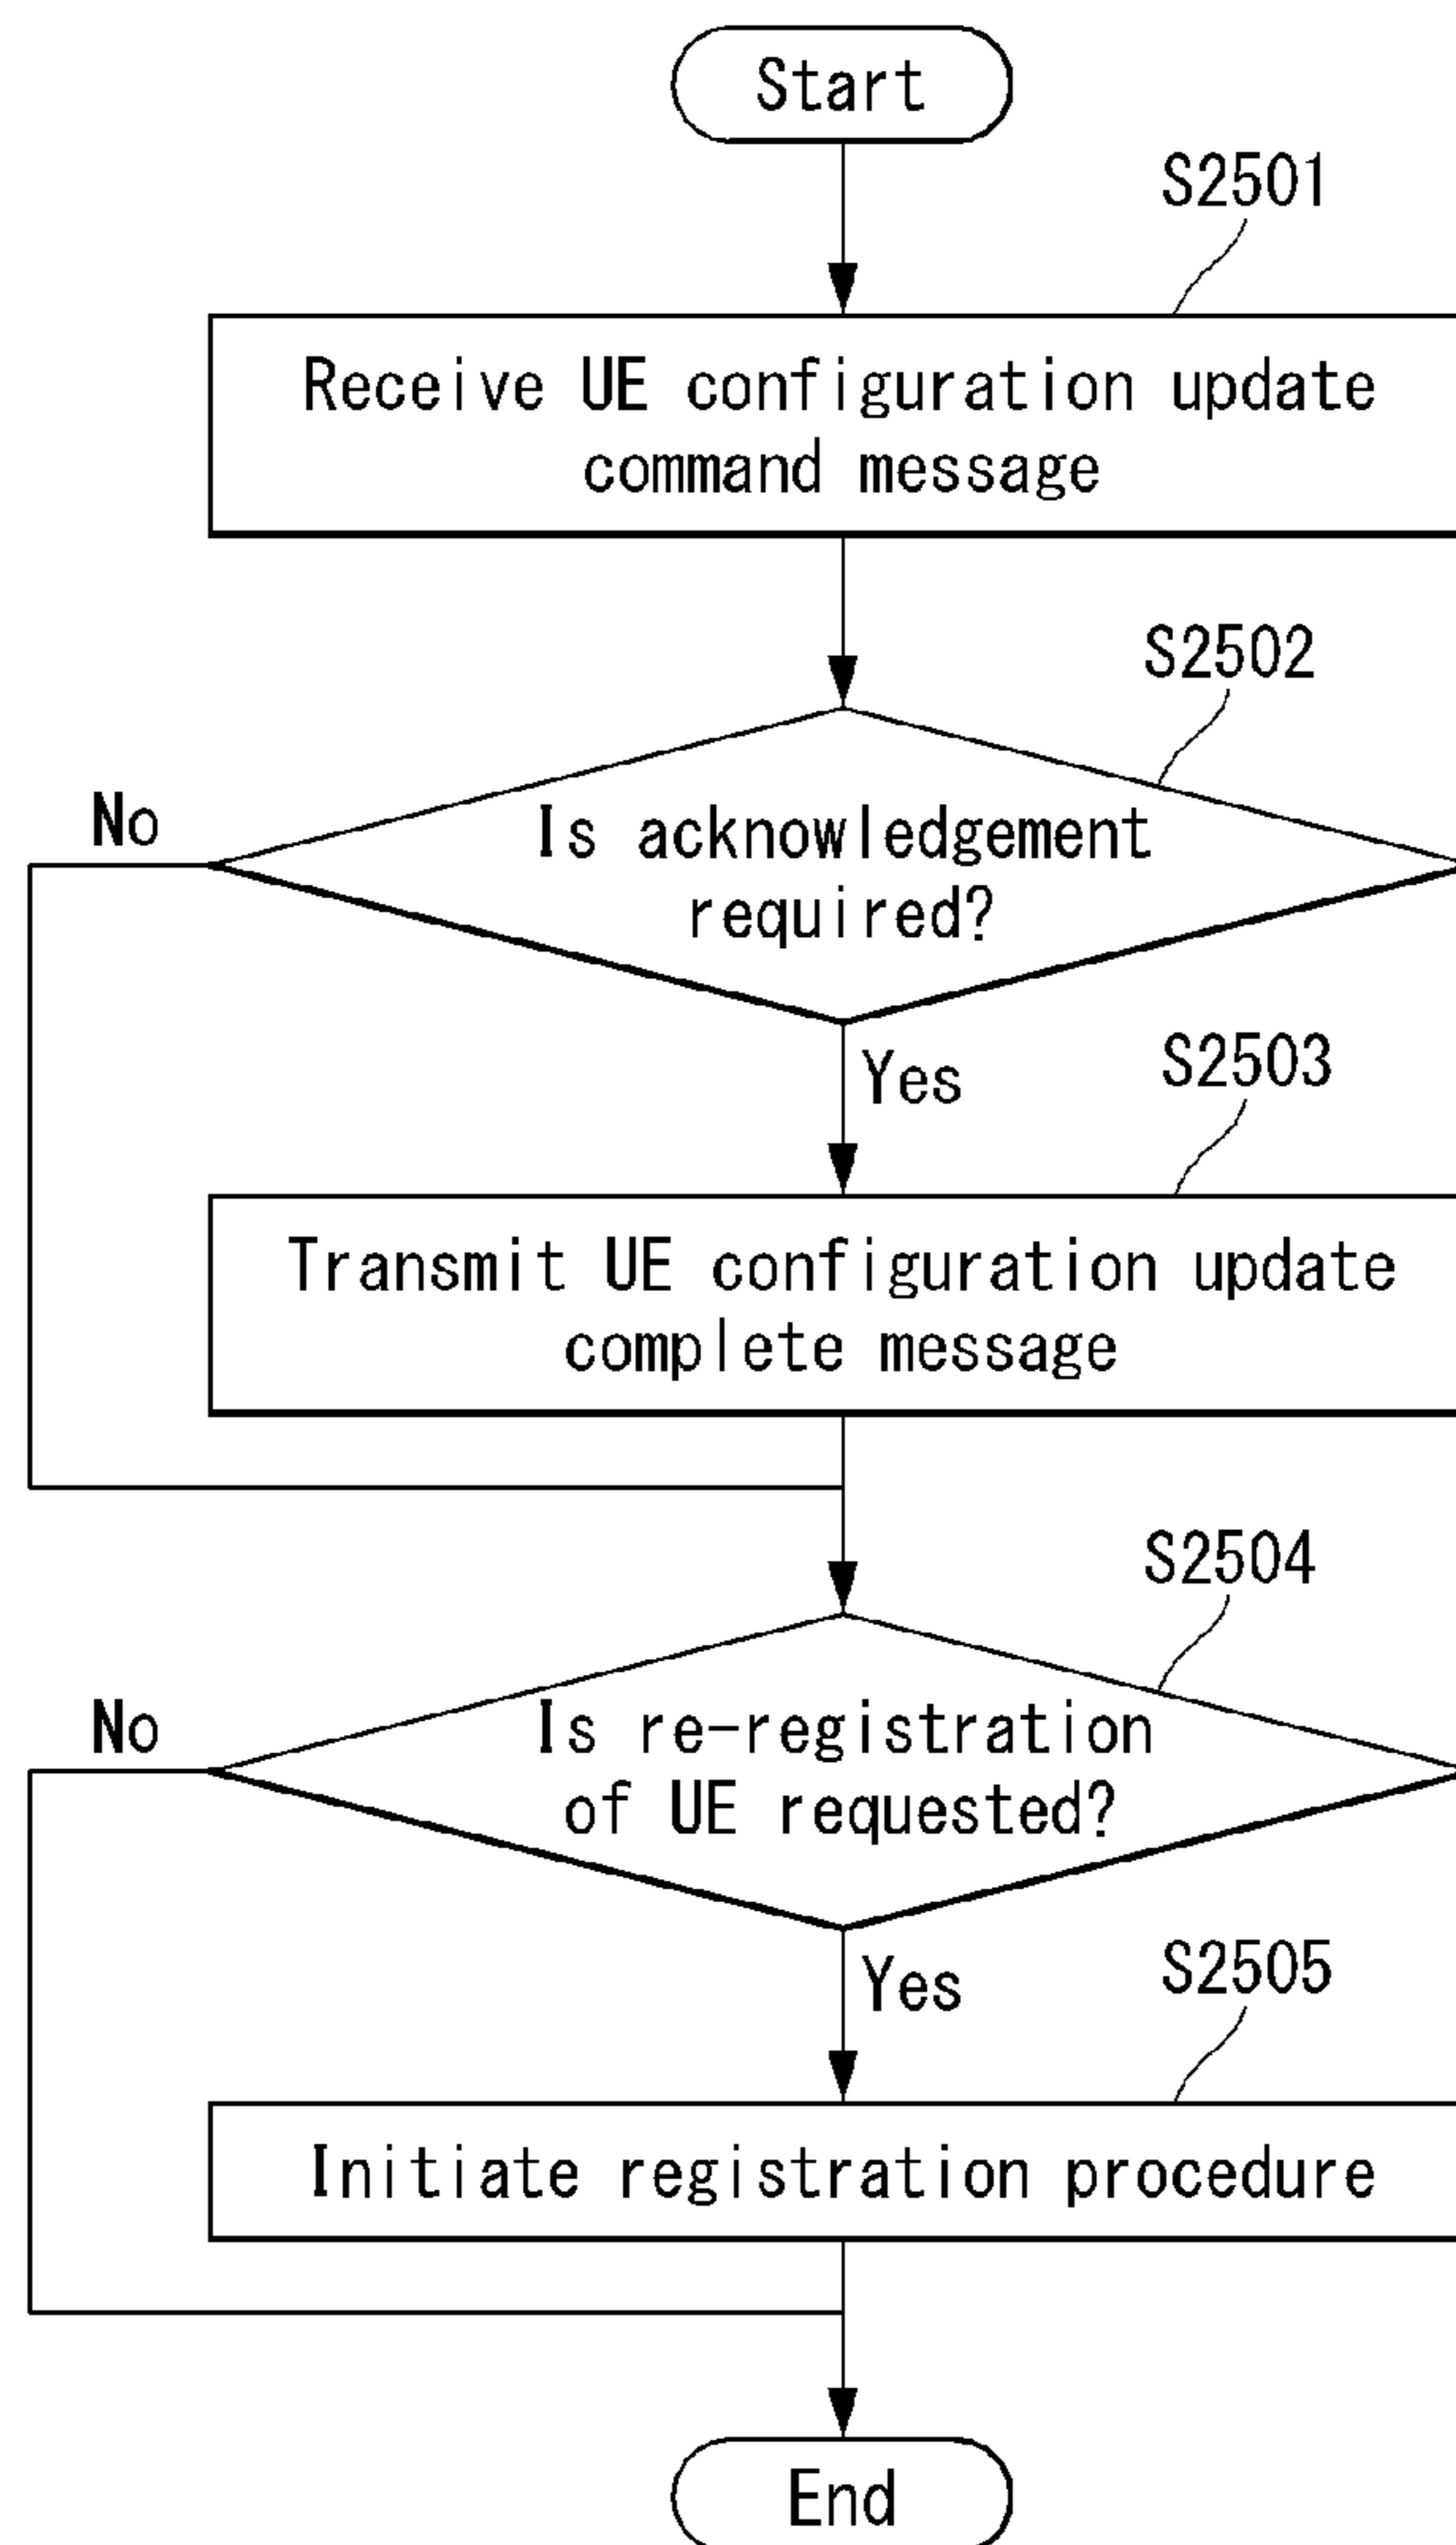 Start
S2501
Receive UE configuration update
command message
S2502
No
Is acknowledgement
required?
Yes
S2503
Transmit UE configuration update
complete message
S2504
No
Is re-registration
of UE requested?
Yes
S2505
Initiate registration procedure
End